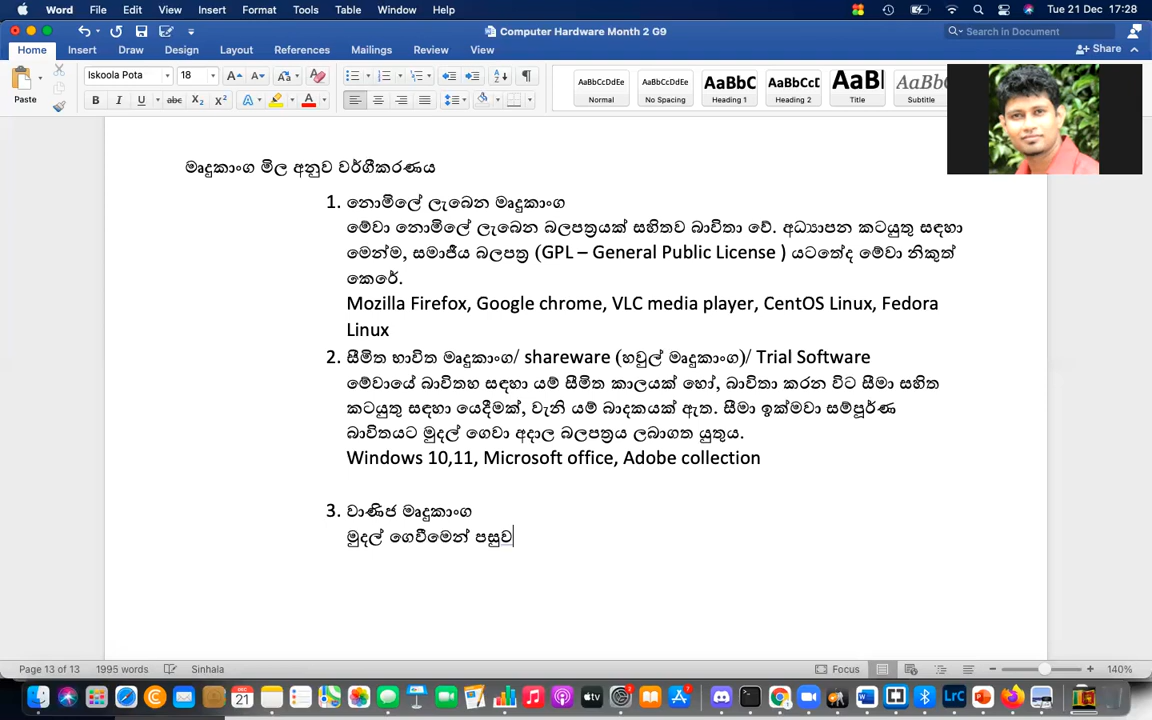 Word File Edit View Insert Format Tools Table Window Help Tue 21 Dec 17:28
Computer Hardware Month 2 G9 Search in Document
Home Insert Draw Design Layout References Mailings Review View Share
Iskoola Pota 18
Paste
AaBbCcDdEe AaBbCcDdEe AaBbC AaBbCcD AaBl AaBbCcD
Normal No Spacing Heading 1 Heading 2 Title Subtitle
මෘදුකාංග මිල අනුව වර්ගීකරණය
1. නොමිලේ ලැබෙන මෘදුකාංග
මේවා නොමිලේ ලැබෙන බලපත්‍රයක් සහිතව බාවිතා වේ. අධ්‍යාපන කටයුතු සඳහා
මෙන්ම, සමාජීය බලපත්‍ර (GPL – General Public License ) යටතේද මේවා නිකුත්
කෙරේ.
Mozilla Firefox, Google chrome, VLC media player, CentOS Linux, Fedora
Linux
2. සීමිත භාවිත මෘදුකාංග/ shareware (හවුල් මෘදුකාංග)/ Trial Software
මේවායේ බාවිතහ සඳහා යම් සීමිත කාලයක් හෝ, බාවිතා කරන විට සීමා සහිත
කටයුතු සඳහා යෙදීමක්, වැනි යම් බාදකයක් ඇත. සීමා ඉක්මවා සම්පූර්ණ
බාවිතයට මුදල් ගෙවා අදාල බලපත්‍රය ලබාගත යුතුය.
Windows 10,11, Microsoft office, Adobe collection
3. වාණිජ මෘදුකාංග
මුදල් ගෙවීමෙන් පසුව
Page 13 of 13 1995 words Sinhala Focus 140%